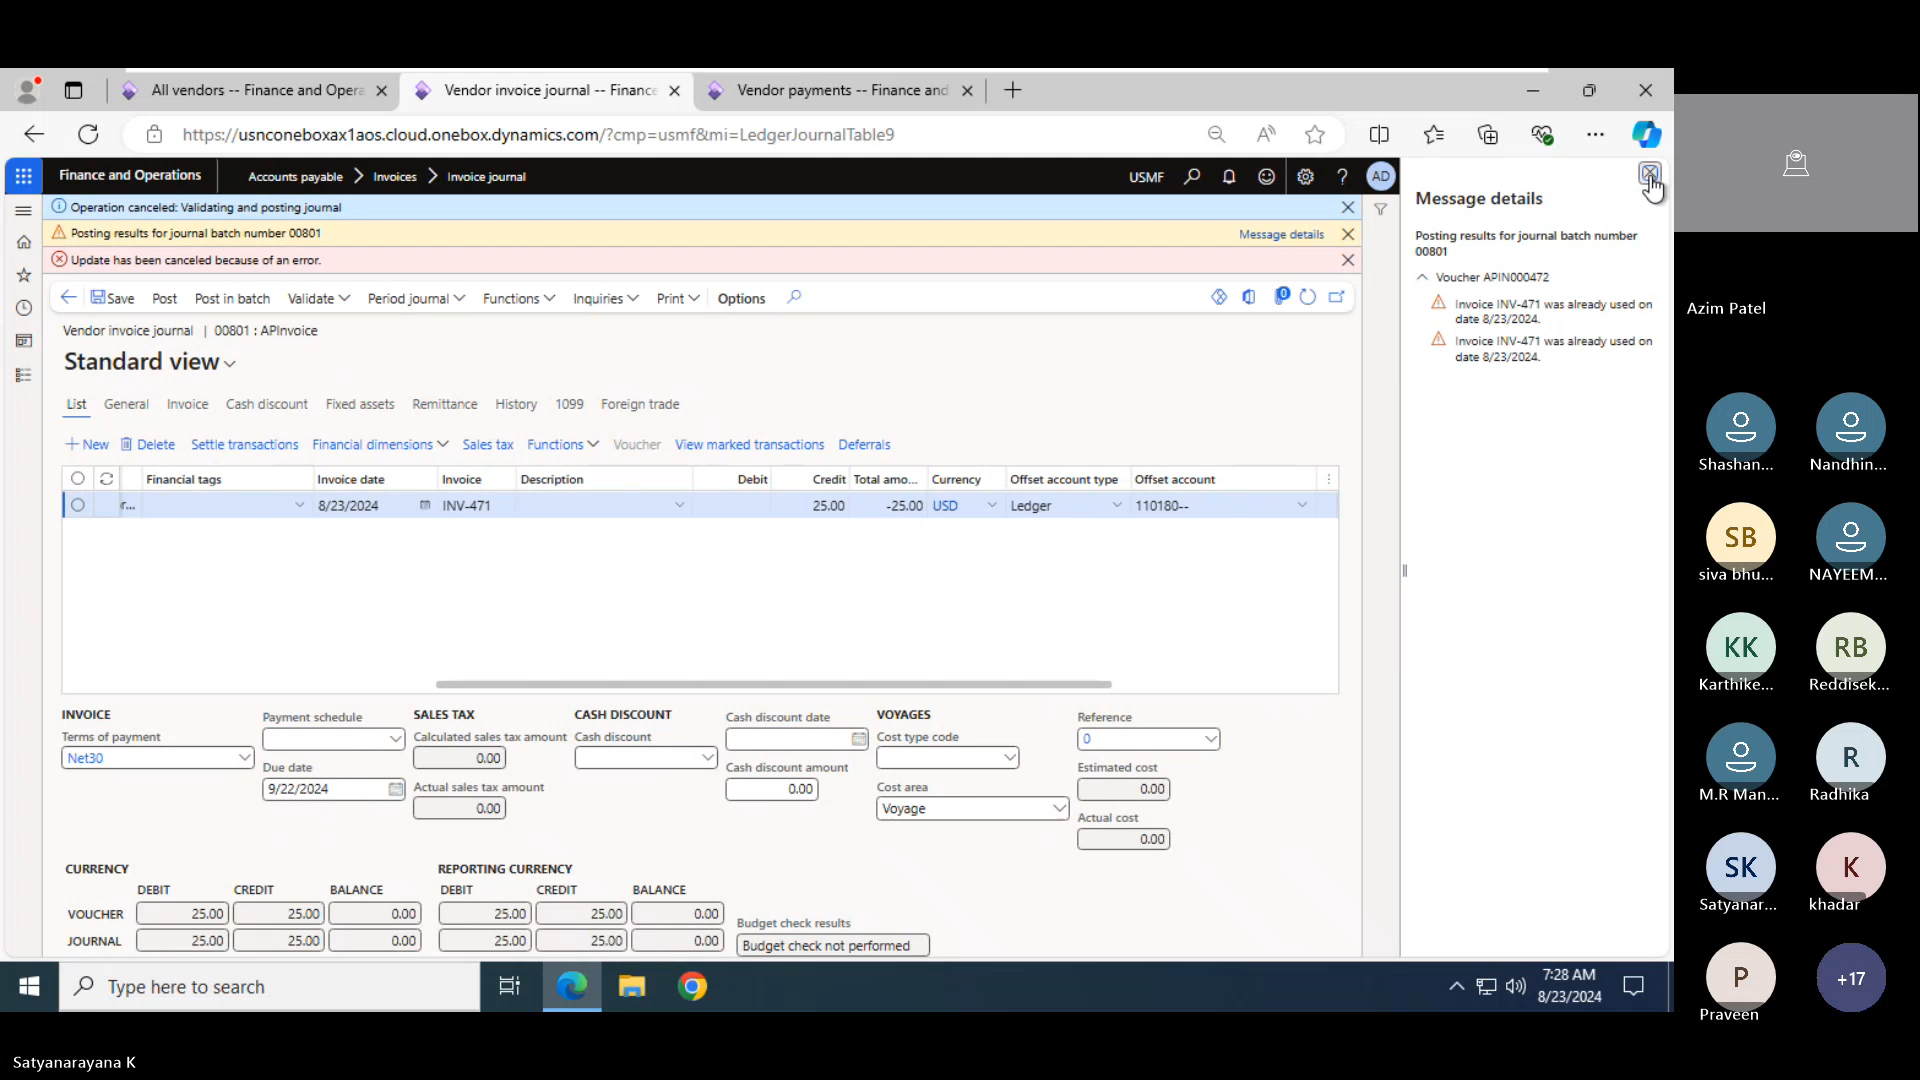 All vendors -- Finance and Opera
Vendor invoice journal -- Finance
Vendor payments -- Finance and
https://usnconeboxax1aos.cloud.onebox.dynamics.com/?cmp=usmf&mi=LedgerJournalTable9
Finance and Operations
Accounts payable
Invoices
Invoice journal
USMF
AD
Operation canceled: Validating and posting journal
Posting results for journal batch number 00801
Message details
Update has been canceled because of an error.
Save
Post
Post in batch
Validate
Period journal
Functions
Inquiries
Print
Options
0
Vendor invoice journal | 00801 : APInvoice
Standard view
List
General
Invoice
Cash discount
Fixed assets
Remittance
History
1099
Foreign trade
New
Delete
Settle transactions
Financial dimensions
Sales tax
Functions
Voucher
View marked transactions
Deferrals
Financial tags
Invoice date
Invoice
Description
Debit
Credit
Total amo...
Currency
Offset account type
Offset account
r...
8/23/2024
INV-471
25.00
-25.00
USD
Ledger
110180--
INVOICE
Terms of payment
Net30
Payment schedule
Due date
9/22/2024
SALES TAX
Calculated sales tax amount
0.00
Actual sales tax amount
0.00
CASH DISCOUNT
Cash discount
Cash discount date
Cash discount amount
0.00
VOYAGES
Cost type code
Cost area
Voyage
Reference
0
Estimated cost
0.00
Actual cost
0.00
CURRENCY
DEBIT CREDIT BALANCE
VOUCHER 25.00 25.00 0.00
JOURNAL 25.00 25.00 0.00
REPORTING CURRENCY
DEBIT CREDIT BALANCE
25.00 25.00 0.00
25.00 25.00 0.00
Budget check results
Budget check not performed
Message details
Posting results for journal batch number
00801
Voucher APIN000472
Invoice INV-471 was already used on
date 8/23/2024.
Invoice INV-471 was already used on
date 8/23/2024.
Type here to search
7:28 AM
8/23/2024
Azim Patel
Shashan...
Nandhin...
SB
siva bhu...
NAYEEM...
KK
Karthike...
RB
Reddisek...
M.R Man...
R
Radhika
SK
Satyanar...
K
khadar
P
Praveen
+17
Satyanarayana K